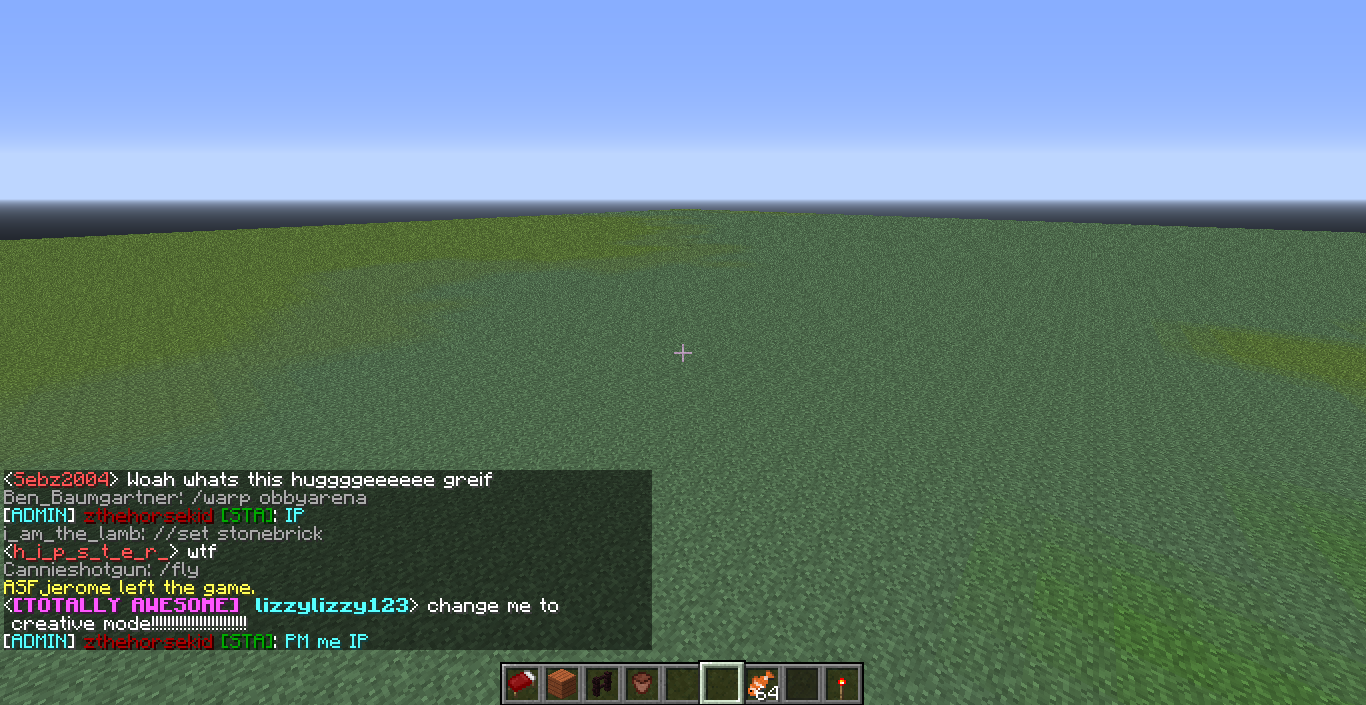 <Sebz2004> Woah whats this huggggeeeeee greif
Ben_Baumgartner: /warp obbyarena
[ADMIN] zthehorsekid [STA]: IP
i_am_the_lamb: //set stonebrick
<h_i_p_s_t_e_r_> wtf
Cannieshotgun: /fly
ASFjerome left the game.
<[TOTALLY AWESOME] lizzylizzy123> change me to
creative mode!!!!!!!!!!!!!!!!!!!!!!!!
[ADMIN] zthehorsekid [STA]: PM me IP
64